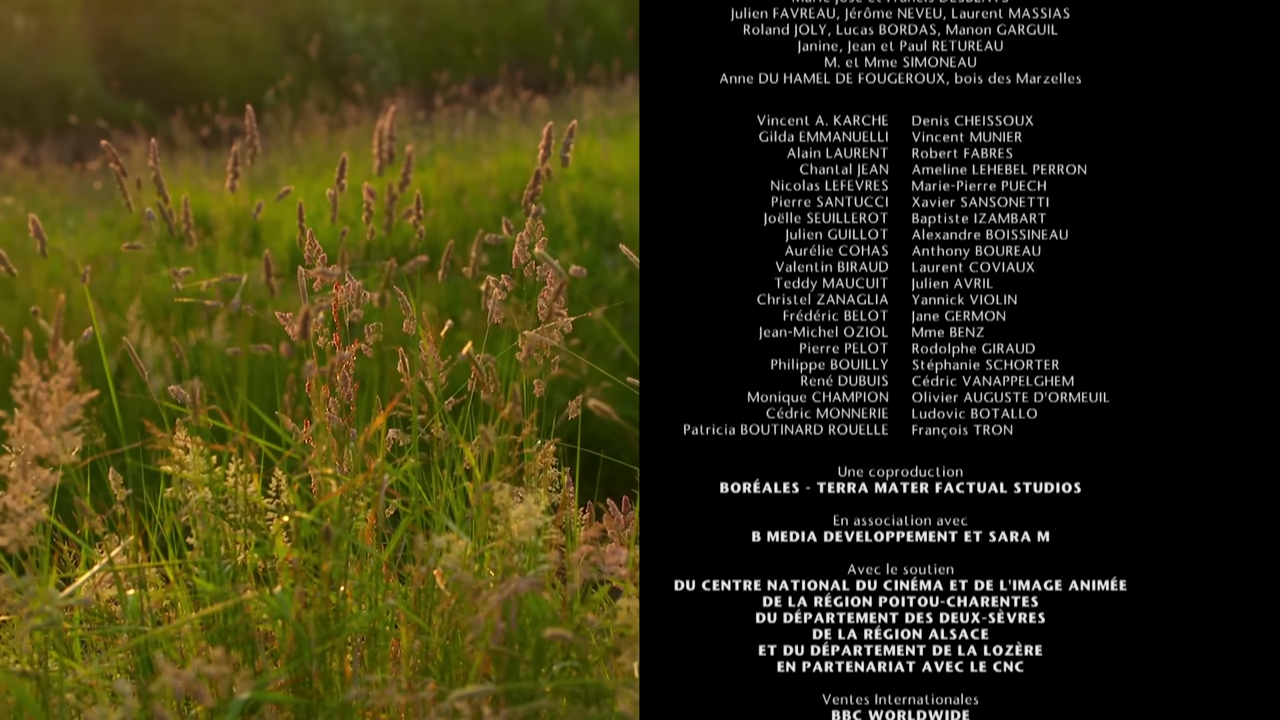 Marie-José et Francis DESBEATS
Julien FAVREAU, Jérôme NEVEU, Laurent MASSIAS
Roland JOLY, Lucas BORDAS, Manon GARGUIL
Janine, Jean et Paul RETUREAU
M. et Mme SIMONEAU
Anne DU HAMEL DE FOUGEROUX, bois des Marzelles
Vincent A. KARCHE Denis CHEISSOUX
Gilda EMMANUELLI Vincent MUNIER
Alain LAURENT Robert FABRES
Chantal JEAN Ameline LEHEBEL PERRON
Nicolas LEFEVRES Marie-Pierre PUECH
Pierre SANTUCCI Xavier SANSONETTI
Joëlle SEUILLEROT Baptiste IZAMBART
Julien GUILLOT Alexandre BOISSINEAU
Aurélie COHAS Anthony BOUREAU
Valentin BIRAUD Laurent COVIAUX
Teddy MAUCUIT Julien AVRIL
Christel ZANAGLIA Yannick VIOLIN
Frédéric BELOT Jane GERMON
Jean-Michel OZIOL Mme BENZ
Pierre PELOT Rodolphe GIRAUD
Philippe BOUILLY Stéphanie SCHORTER
René DUBUIS Cédric VANAPPELGHEM
Monique CHAMPION Olivier AUGUSTE D'ORMEUIL
Cédric MONNERIE Ludovic BOTALLO
Patricia BOUTINARD ROUELLE François TRON
Une coproduction
BORÉALES - TERRA MATER FACTUAL STUDIOS
En association avec
B MEDIA DEVELOPPEMENT ET SARA M
Avec le soutien
DU CENTRE NATIONAL DU CINÉMA ET DE L'IMAGE ANIMÉE
DE LA RÉGION POITOU-CHARENTES
DU DÉPARTEMENT DES DEUX-SÈVRES
DE LA RÉGION ALSACE
ET DU DÉPARTEMENT DE LA LOZÈRE
EN PARTENARIAT AVEC LE CNC
Ventes Internationales
BBC WORLDWIDE